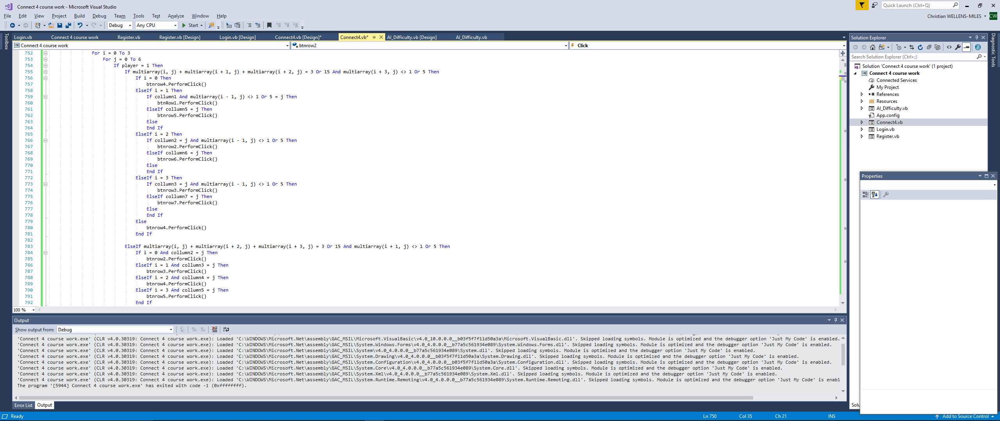 Connect 4 course work - Microsoft Visual Studio
Quick Launch (Ctrl+Q)
File Edit View Project Build Debug Team Tools Test Analyze Window Help
Christian WELLENS-MILES CW
Debug Any CPU Start
Toolbox
Login.vb Connect 4 course work Register.vb Register.vb [Design] Login.vb [Design] Connect4.vb [Design]* Connect4.vb* AI_Difficulty.vb [Design] AI_Difficulty.vb
VB Connect 4 course work btnrow2 Click
752 For i = 0 To 3
753 For j = 0 To 6
754 If player = 1 Then
755 If multiarray(i, j) + multiarray(i + 1, j) + multiarray(i + 2, j) = 3 Or 15 And multiarray(i + 3, j) <> 1 Or 5 Then
756 If i = 0 Then
757 btnrow4.PerformClick()
758 ElseIf i = 1 Then
759 If collumn1 And multiarray(i - 1, j) <> 1 Or 5 = j Then
760 btnRow1.PerformClick()
761 ElseIf collumn5 = j Then
762 btnrow5.PerformClick()
763 Else
764 End If
765 ElseIf i = 2 Then
766 If collumn2 = j And multiarray(i - 1, j) <> 1 Or 5 Then
767 btnrow2.PerformClick()
768 ElseIf collumn6 = j Then
769 btnrow6.PerformClick()
770 Else
771 End If
772 ElseIf i = 3 Then
773 If collumn3 = j And multiarray(i - 1, j) <> 1 Or 5 Then
774 btnrow3.PerformClick()
775 ElseIf collumn7 = j Then
776 btnrow7.PerformClick()
777 Else
778 End If
779 Else
780 btnrow4.PerformClick()
781 End If
782
783 ElseIf multiarray(i, j) + multiarray(i + 2, j) + multiarray(i + 3, j) = 3 Or 15 And multiarray(i + 1, j) <> 1 Or 5 Then
784 If i = 0 And collumn2 = j Then
785 btnrow2.PerformClick()
786 ElseIf i = 1 And collumn3 = j Then
787 btnrow3.PerformClick()
788 ElseIf i = 2 And collumn4 = j Then
789 btnrow4.PerformClick()
790 ElseIf i = 3 And collumn5 = j Then
791 btnrow5.PerformClick()
792 End If
100 %
Output
Show output from: Debug
'Connect 4 course work.exe' (CLR v4.0.30319: Connect 4 course work.exe): Loaded 'C:\WINDOWS\Microsoft.Net\assembly\GAC_MSIL\Microsoft.VisualBasic\v4.0_10.0.0.0__b03f5f7f11d50a3a\Microsoft.VisualBasic.dll'. Skipped loading symbols. Module is optimized and the debugger option 'Just My Code' is enabled.
'Connect 4 course work.exe' (CLR v4.0.30319: Connect 4 course work.exe): Loaded 'C:\WINDOWS\Microsoft.Net\assembly\GAC_MSIL\System.Windows.Forms\v4.0_4.0.0.0__b77a5c561934e089\System.Windows.Forms.dll'. Skipped loading symbols. Module is optimized and the debugger option 'Just My Code' is enabled.
'Connect 4 course work.exe' (CLR v4.0.30319: Connect 4 course work.exe): Loaded 'C:\WINDOWS\Microsoft.Net\assembly\GAC_MSIL\System\v4.0_4.0.0.0__b77a5c561934e089\System.dll'. Skipped loading symbols. Module is optimized and the debugger option 'Just My Code' is enabled.
'Connect 4 course work.exe' (CLR v4.0.30319: Connect 4 course work.exe): Loaded 'C:\WINDOWS\Microsoft.Net\assembly\GAC_MSIL\System.Drawing\v4.0_4.0.0.0__b03f5f7f11d50a3a\System.Drawing.dll'. Skipped loading symbols. Module is optimized and the debugger option 'Just My Code' is enabled.
'Connect 4 course work.exe' (CLR v4.0.30319: Connect 4 course work.exe): Loaded 'C:\WINDOWS\Microsoft.Net\assembly\GAC_MSIL\System.Configuration\v4.0_4.0.0.0__b03f5f7f11d50a3a\System.Configuration.dll'. Skipped loading symbols. Module is optimized and the debugger option 'Just My Code' is enabled.
'Connect 4 course work.exe' (CLR v4.0.30319: Connect 4 course work.exe): Loaded 'C:\WINDOWS\Microsoft.Net\assembly\GAC_MSIL\System.Core\v4.0_4.0.0.0__b77a5c561934e089\System.Core.dll'. Skipped loading symbols. Module is optimized and the debugger option 'Just My Code' is enabled.
'Connect 4 course work.exe' (CLR v4.0.30319: Connect 4 course work.exe): Loaded 'C:\WINDOWS\Microsoft.Net\assembly\GAC_MSIL\System.Xml\v4.0_4.0.0.0__b77a5c561934e089\System.Xml.dll'. Skipped loading symbols. Module is optimized and the debugger option 'Just My Code' is enabled.
'Connect 4 course work.exe' (CLR v4.0.30319: Connect 4 course work.exe): Loaded 'C:\WINDOWS\Microsoft.Net\assembly\GAC_MSIL\System.Runtime.Remoting\v4.0_4.0.0.0__b77a5c561934e089\System.Runtime.Remoting.dll'. Skipped loading symbols. Module is optimized and the debugger option 'Just My Code' is enabl
The program '[5944] Connect 4 course work.exe' has exited with code -1 (0xffffffff).
Error List Output
Solution Explorer
Search Solution Explorer (Ctrl+;)
Solution 'Connect 4 course work' (1 project)
VB Connect 4 course work
Connected Services
My Project
References
Resources
AI_Difficulty.vb
App.config
Connect4.vb
Login.vb
Register.vb
Properties
Solu
Diagnostic Tools
Ready Ln 750 Col 35 Ch 21 INS Add to Source Control